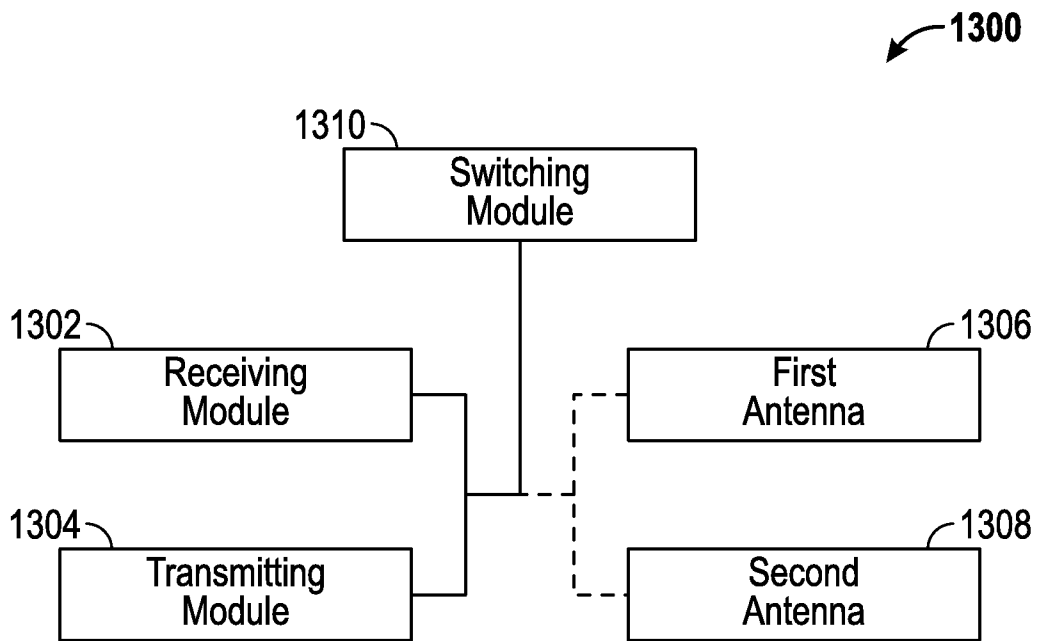 1300
1310
Switching
Module
1302
Receiving
Module
1306
First
Antenna
1304
Transmitting
Module
1308
Second
Antenna